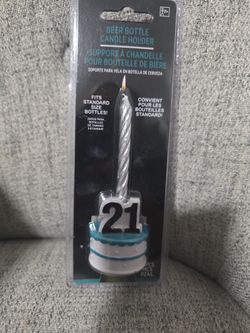 BEER BOTTLE
CANDLE HOLDER
SUPPORT À CHANDELLE
POUR BOUTEILLE DE BIÈRE
SOPORTE PARA VELA EN BOTELLA DE CERVEZA
FITS
STANDARD
SIZE
BOTTLES!
CONVIENT
POUR LES
BOUTEILLES
STANDARD!
21